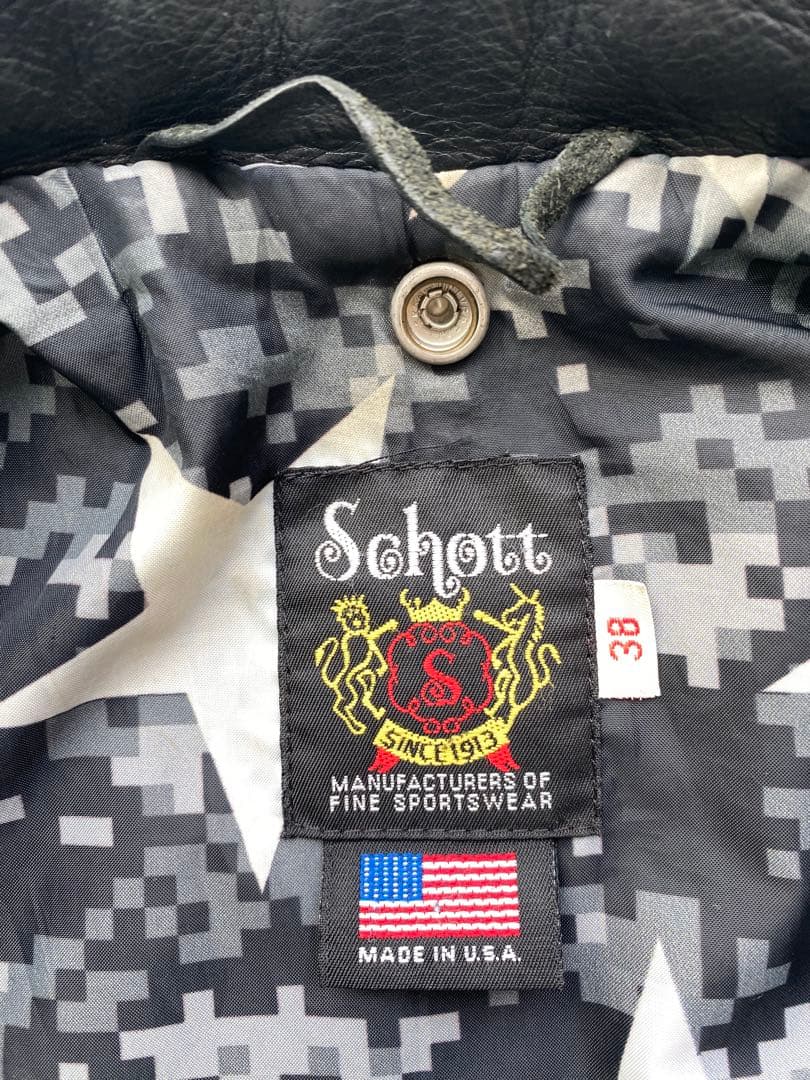 Schott
S
SINCE 1913
MANUFACTURERS OF
FINE SPORTSWEAR
38
MADE IN U.S.A.